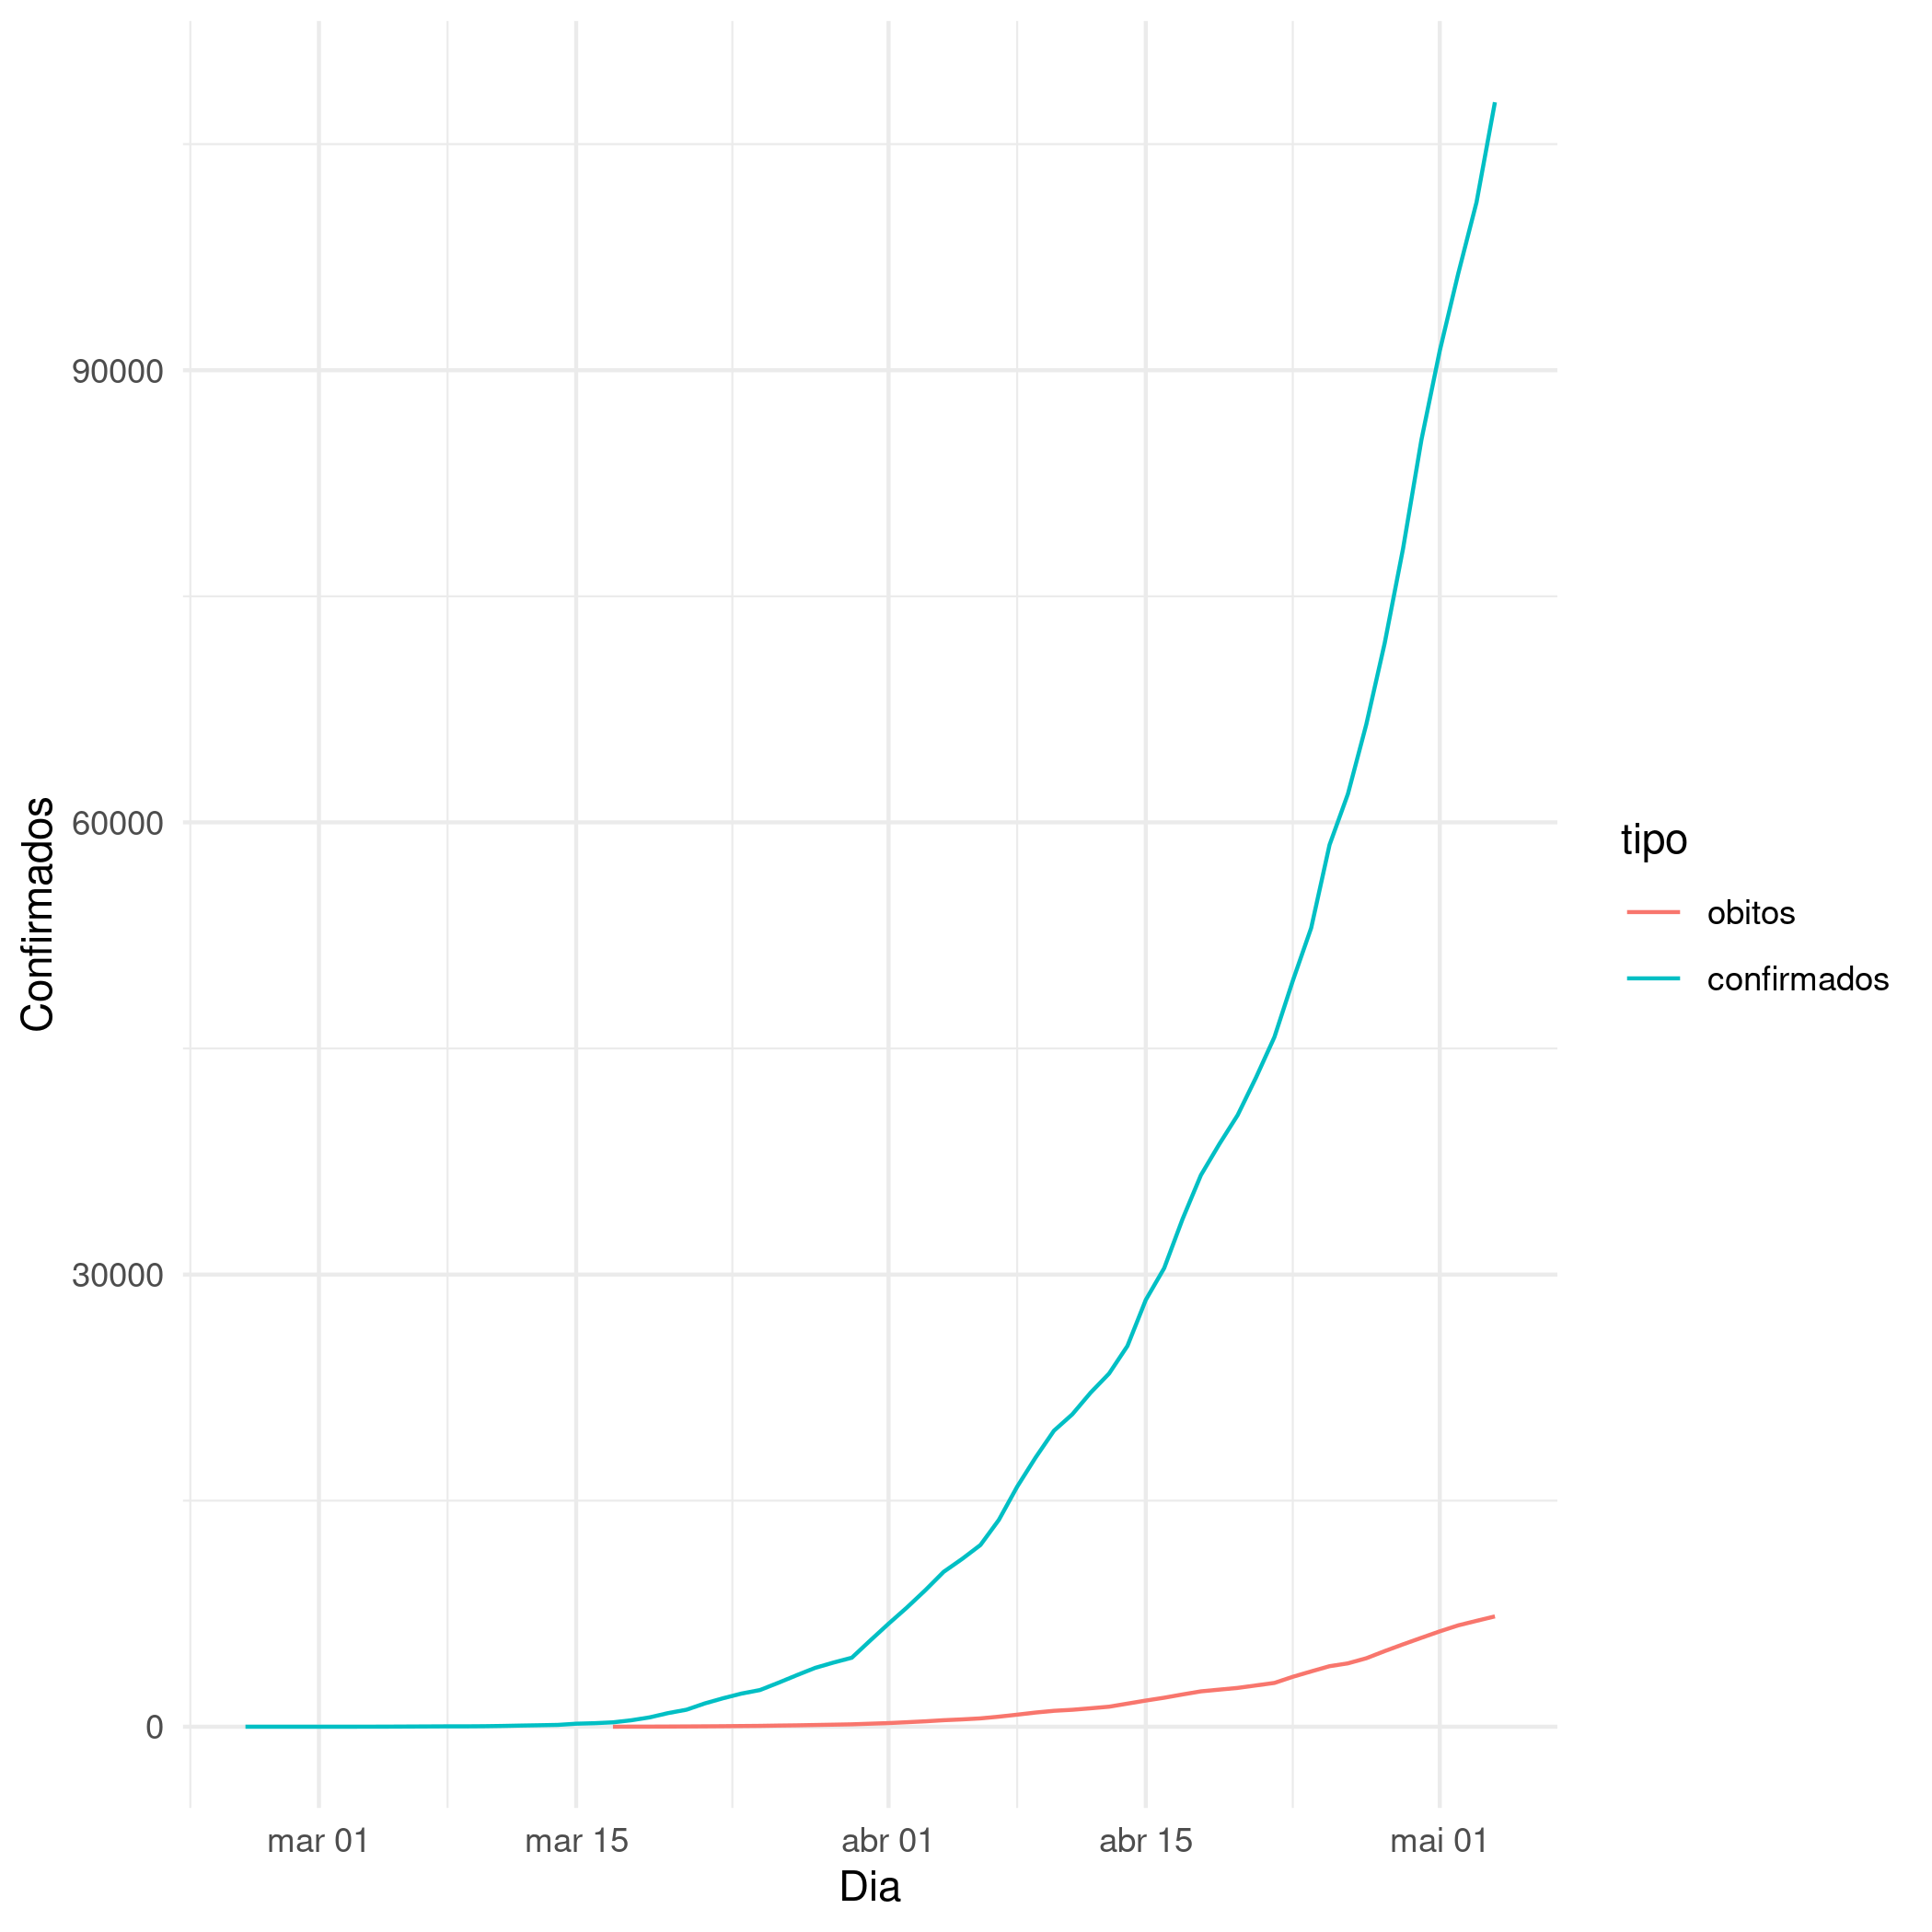 Confirmados
90000
60000
30000
0
mar 01
mar 15
abr 01
abr 15
mai 01
Dia
tipo
obitos
confirmados